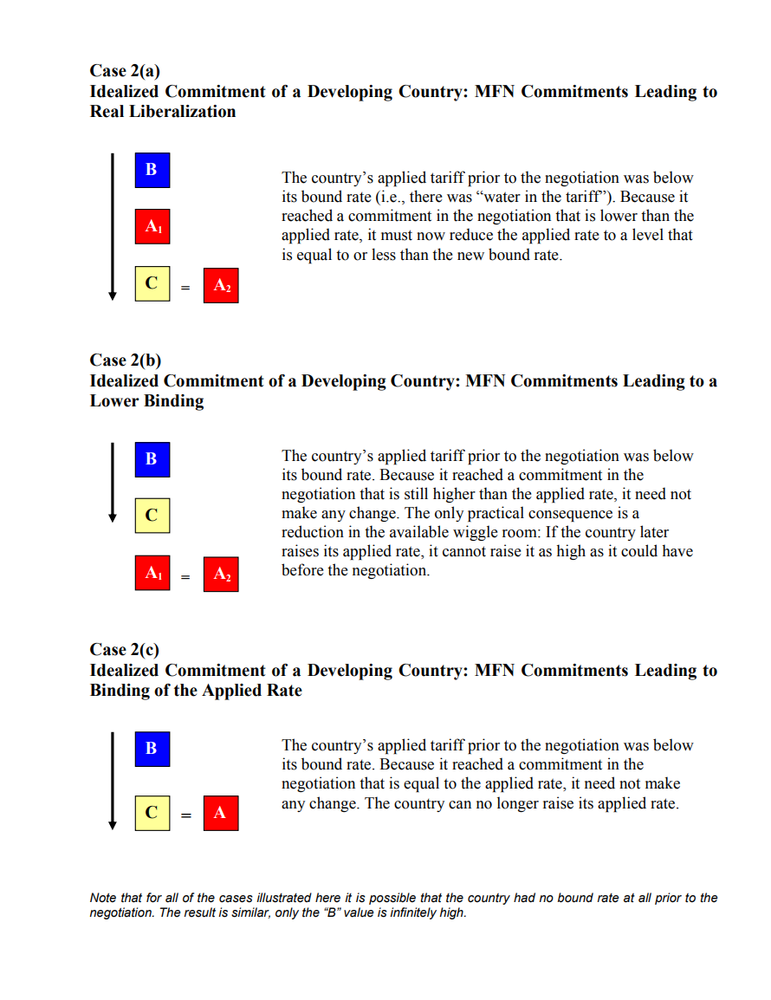 Case 2(a)
Idealized Commitment of a Developing Country: MFN Commitments Leading to
Real Liberalization
B
A1
C = A2
The country’s applied tariff prior to the negotiation was below
its bound rate (i.e., there was “water in the tariff”). Because it
reached a commitment in the negotiation that is lower than the
applied rate, it must now reduce the applied rate to a level that
is equal to or less than the new bound rate.
Case 2(b)
Idealized Commitment of a Developing Country: MFN Commitments Leading to a
Lower Binding
B
C
A1 = A2
The country’s applied tariff prior to the negotiation was below
its bound rate. Because it reached a commitment in the
negotiation that is still higher than the applied rate, it need not
make any change. The only practical consequence is a
reduction in the available wiggle room: If the country later
raises its applied rate, it cannot raise it as high as it could have
before the negotiation.
Case 2(c)
Idealized Commitment of a Developing Country: MFN Commitments Leading to
Binding of the Applied Rate
B
C = A
The country’s applied tariff prior to the negotiation was below
its bound rate. Because it reached a commitment in the
negotiation that is equal to the applied rate, it need not make
any change. The country can no longer raise its applied rate.
Note that for all of the cases illustrated here it is possible that the country had no bound rate at all prior to the
negotiation. The result is similar, only the “B” value is infinitely high.